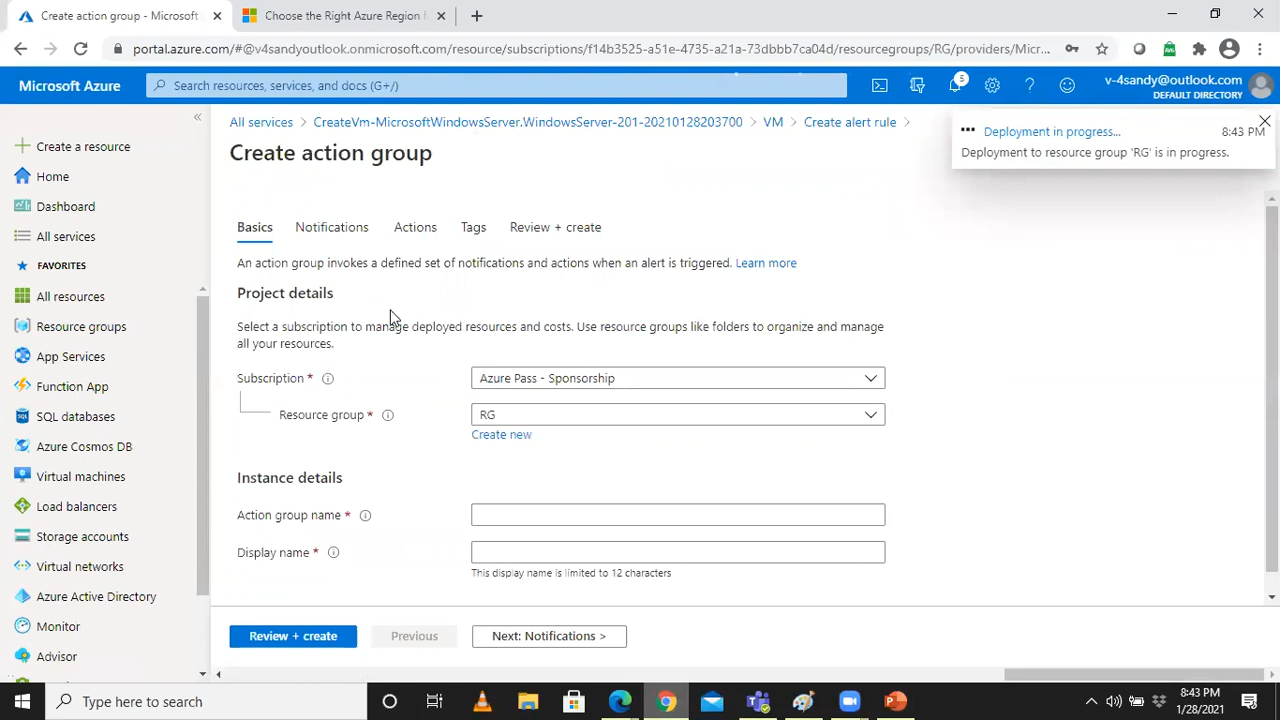 Create action group - Microsoft
Choose the Right Azure Region f
portal.azure.com/#@v4sandyoutlook.onmicrosoft.com/resource/subscriptions/f14b3525-a51e-4735-a21a-73dbbb7ca04d/resourcegroups/RG/providers/Micr...
Microsoft Azure
Search resources, services, and docs (G+/)
5
v-4sandy@outlook.com
DEFAULT DIRECTORY
All services > CreateVm-MicrosoftWindowsServer.WindowsServer-201-20210128203700 > VM > Create alert rule >
Create action group
Deployment in progress...
8:43 PM
Deployment to resource group 'RG' is in progress.
Create a resource
Home
Dashboard
All services
FAVORITES
All resources
Resource groups
App Services
Function App
SQL databases
Azure Cosmos DB
Virtual machines
Load balancers
Storage accounts
Virtual networks
Azure Active Directory
Monitor
Advisor
Basics Notifications Actions Tags Review + create
An action group invokes a defined set of notifications and actions when an alert is triggered. Learn more
Project details
Select a subscription to manage deployed resources and costs. Use resource groups like folders to organize and manage
all your resources.
Subscription *
Azure Pass - Sponsorship
Resource group *
RG
Create new
Instance details
Action group name *
Display name *
This display name is limited to 12 characters
Review + create
Previous
Next: Notifications >
Type here to search
8:43 PM
1/28/2021